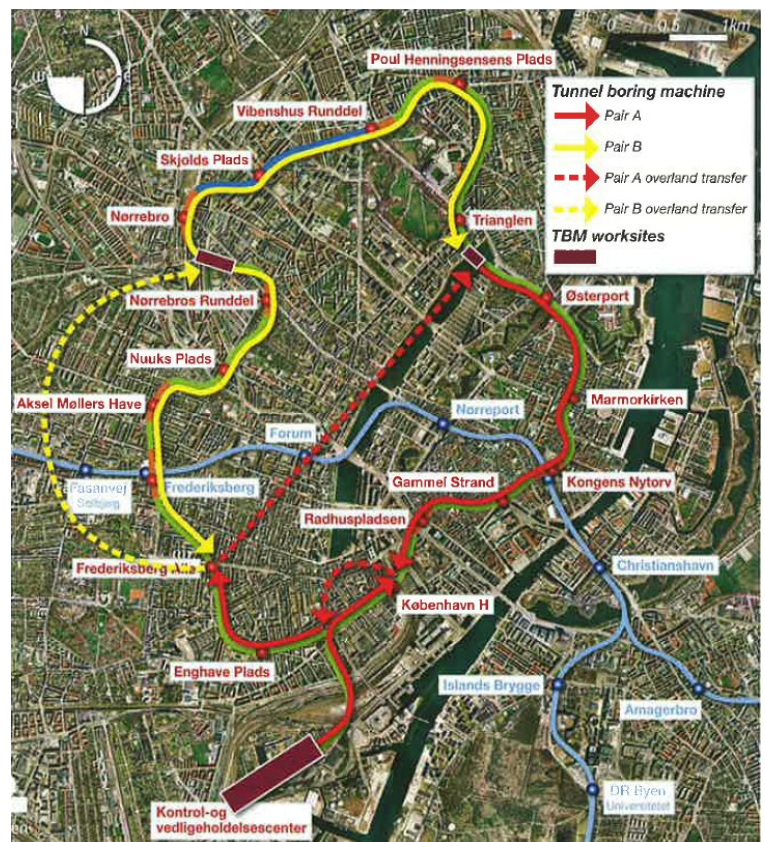 N
0 0.5 1km
Poul Henningsensens Plads
Tunnel boring machine
Pair A
Pair B
Pair A overland transfer
Pair B overland transfer
TBM worksites
Vibenshus Runddel
Skjolds Plads
Nørrebro
Trianglen
Nørrebros Runddel
Østerport
Nuuks Plads
Aksel Møllers Have
Marmorkirken
Nørreport
Forum
Gammel Strand
Kongens Nytorv
Fasanvej
Frederiksberg
Solbjerg
Radhuspladsen
Frederiksberg Alle
Christianshavn
København H
Enghave Plads
Islands Brygge
Amagerbro
DR Byen
Universitetet
Kontrol-og
vedligeholdelsescenter